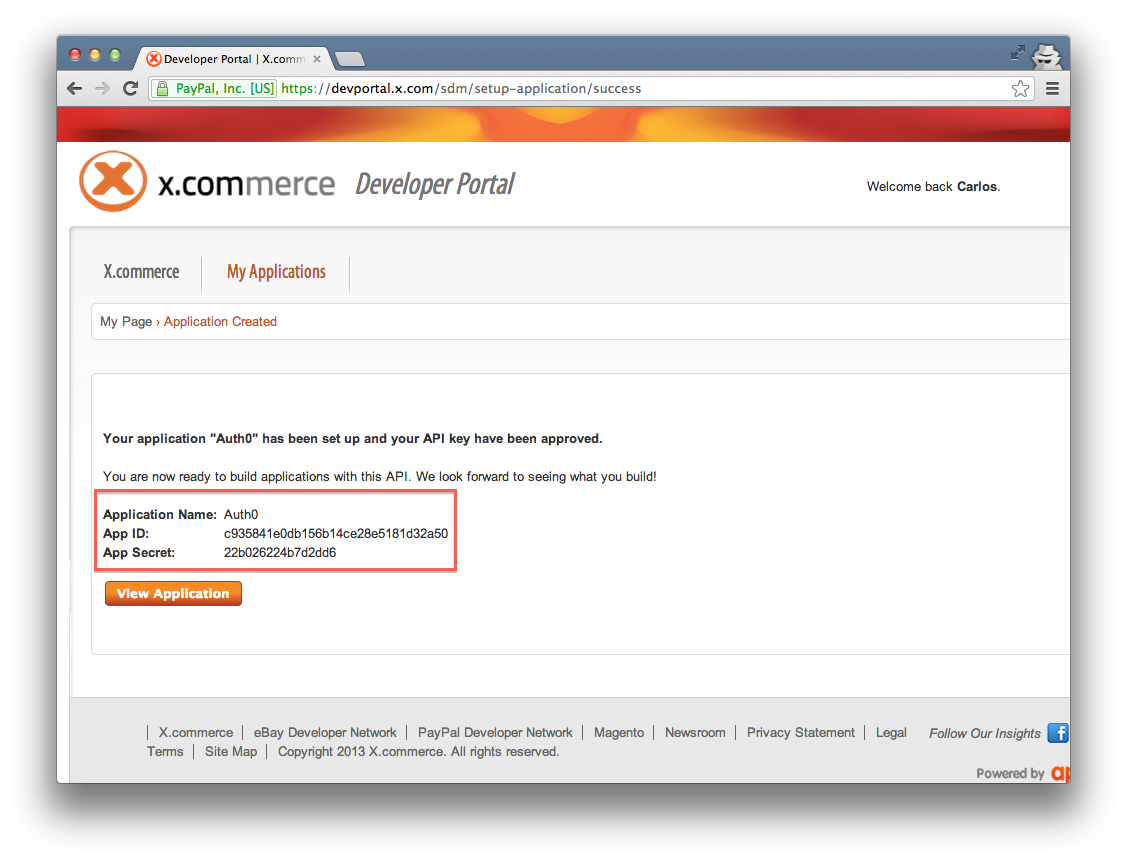 Developer Portal | X.comm
PayPal, Inc. [US] https://devportal.x.com/sdm/setup-application/success
x.commerce Developer Portal
Welcome back Carlos.
X.commerce My Applications
My Page › Application Created
Your application "Auth0" has been set up and your API key have been approved.
You are now ready to build applications with this API. We look forward to seeing what you build!
Application Name: Auth0
App ID: c935841e0db156b14ce28e5181d32a50
App Secret: 22b026224b7d2dd6
View Application
X.commerce | eBay Developer Network | PayPal Developer Network | Magento | Newsroom | Privacy Statement | Legal Follow Our Insights
Terms | Site Map | Copyright 2013 X.commerce. All rights reserved.
Powered by ap